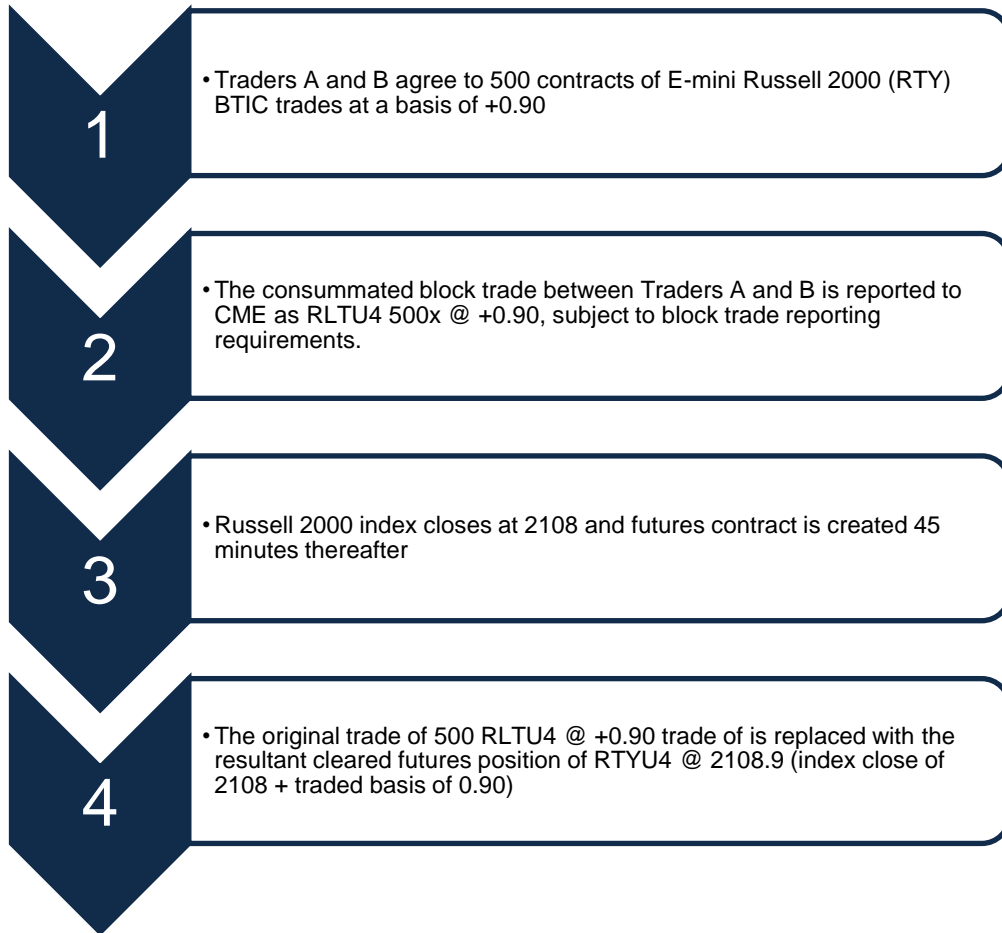 1
• Traders A and B agree to 500 contracts of E-mini Russell 2000 (RTY)
BTIC trades at a basis of +0.90
2
• The consummated block trade between Traders A and B is reported to
CME as RLTU4 500x @ +0.90, subject to block trade reporting
requirements.
3
• Russell 2000 index closes at 2108 and futures contract is created 45
minutes thereafter
4
• The original trade of 500 RLTU4 @ +0.90 trade of is replaced with the
resultant cleared futures position of RTYU4 @ 2108.9 (index close of
2108 + traded basis of 0.90)